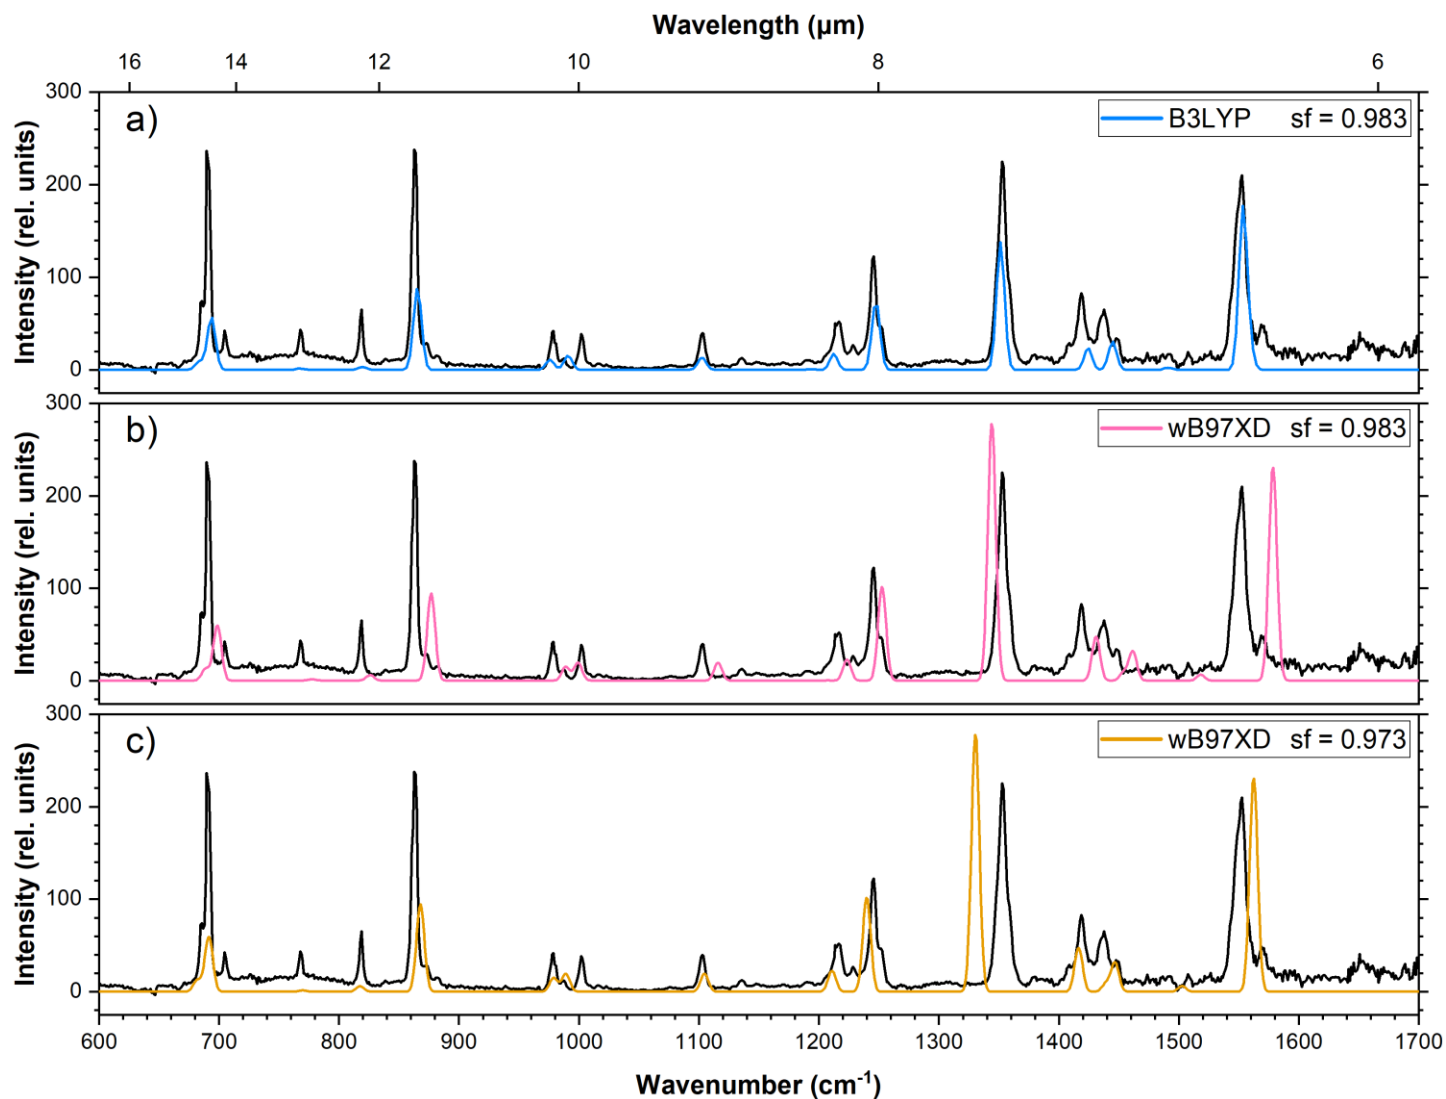 Wavelength (µm)
16 14 12 10 8 6
300
200
100
0
Intensity (rel. units)
a)
B3LYP sf = 0.983
300
200
100
0
Intensity (rel. units)
b)
wB97XD sf = 0.983
300
200
100
0
Intensity (rel. units)
c)
wB97XD sf = 0.973
600 700 800 900 1000 1100 1200 1300 1400 1500 1600 1700
Wavenumber (cm⁻¹)